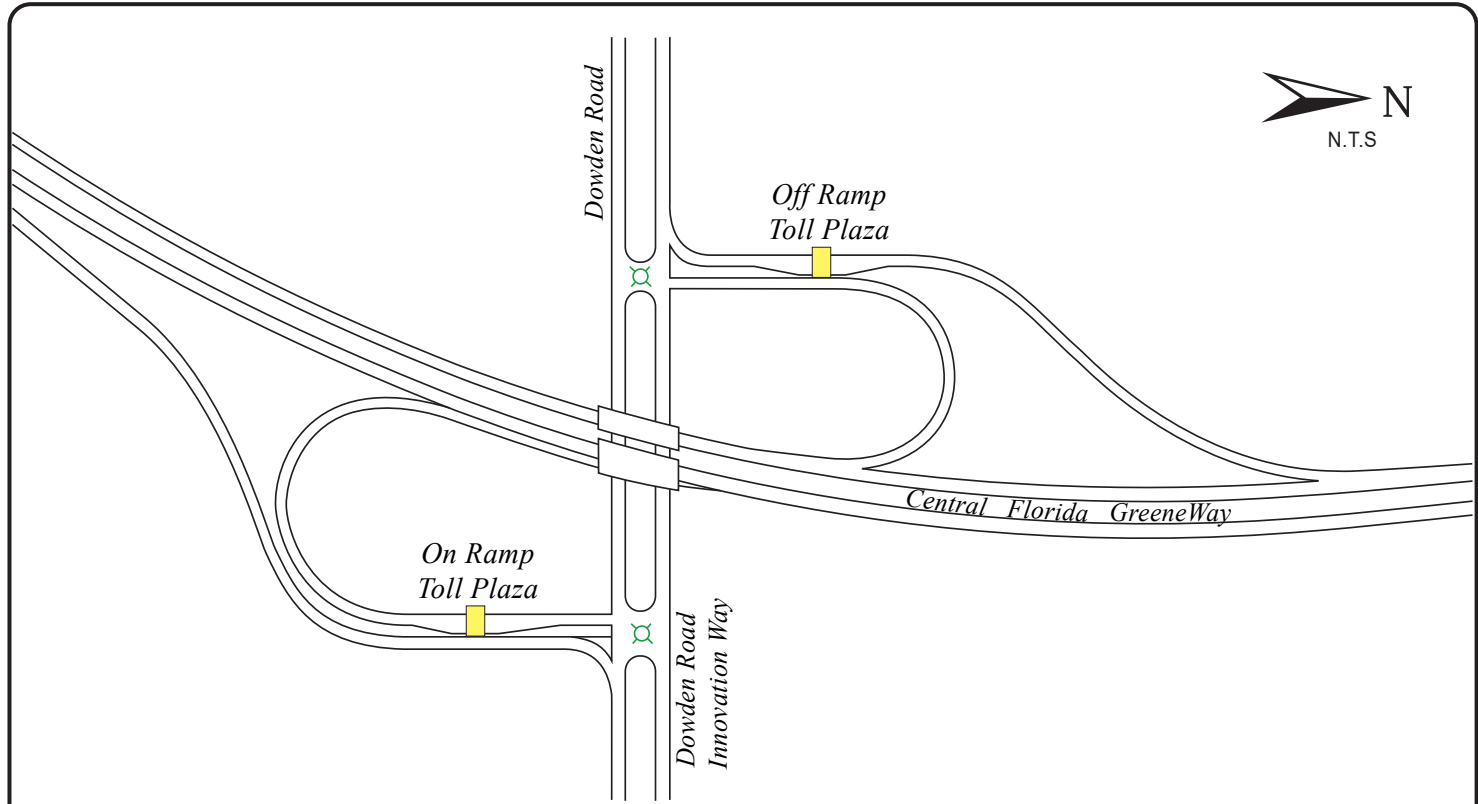 Dowden Road
N
N.T.S
Off Ramp
Toll Plaza
Central Florida GreeneWay
On Ramp
Toll Plaza
Dowden Road
Innovation Way